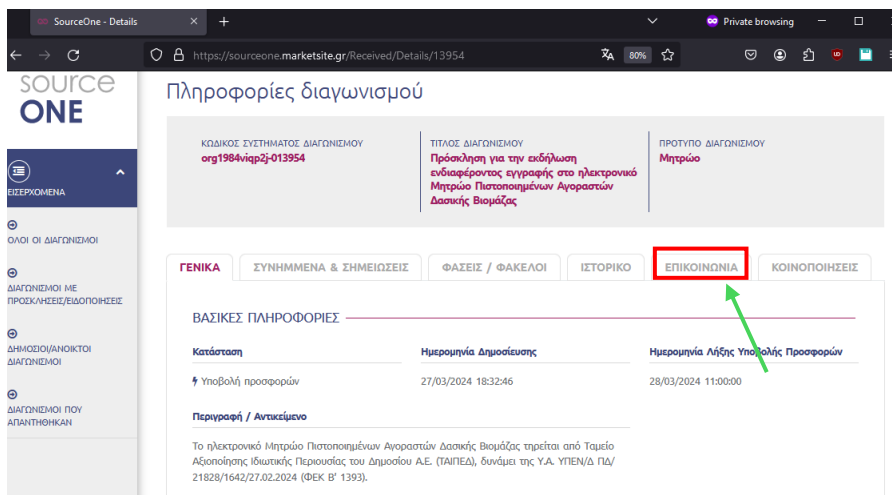 SourceOne - Details
Private browsing
https://sourceone.marketsite.gr/Received/Details/13954
80%
source
ONE
ΕΙΣΕΡΧΟΜΕΝΑ
ΟΛΟΙ ΟΙ ΔΙΑΓΩΝΙΣΜΟΙ
ΔΙΑΓΩΝΙΣΜΟΙ ΜΕ
ΠΡΟΣΚΛΗΣΕΙΣ/ΕΙΔΟΠΟΙΗΣΕΙΣ
ΔΗΜΟΣΙΟΙ/ΑΝΟΙΚΤΟΙ
ΔΙΑΓΩΝΙΣΜΟΙ
ΔΙΑΓΩΝΙΣΜΟΙ ΠΟΥ
ΑΠΑΝΤΗΘΗΚΑΝ
Πληροφορίες διαγωνισμού
ΚΩΔΙΚΟΣ ΣΥΣΤΗΜΑΤΟΣ ΔΙΑΓΩΝΙΣΜΟΥ
org1984viqp2j-013954
ΤΙΤΛΟΣ ΔΙΑΓΩΝΙΣΜΟΥ
Πρόσκληση για την εκδήλωση
ενδιαφέροντος εγγραφής στο ηλεκτρονικό
Μητρώο Πιστοποιημένων Αγοραστών
Δασικής Βιομάζας
ΠΡΟΤΥΠΟ ΔΙΑΓΩΝΙΣΜΟΥ
Μητρώο
ΓΕΝΙΚΑ ΣΥΝΗΜΜΕΝΑ & ΣΗΜΕΙΩΣΕΙΣ ΦΑΣΕΙΣ / ΦΑΚΕΛΟΙ ΙΣΤΟΡΙΚΟ ΕΠΙΚΟΙΝΩΝΙΑ ΚΟΙΝΟΠΟΙΗΣΕΙΣ
ΒΑΣΙΚΕΣ ΠΛΗΡΟΦΟΡΙΕΣ
Κατάσταση
Υποβολή προσφορών
Ημερομηνία Δημοσίευσης
27/03/2024 18:32:46
Ημερομηνία Λήξης Υποβολής Προσφορών
28/03/2024 11:00:00
Περιγραφή / Αντικείμενο
Το ηλεκτρονικό Μητρώο Πιστοποιημένων Αγοραστών Δασικής Βιομάζας τηρείται από Ταμείο
Αξιοποίησης Ιδιωτικής Περιουσίας του Δημοσίου Α.Ε. (ΤΑΙΠΕΔ), δυνάμει της Υ.Α. ΥΠΕΝ/Δ ΠΔ/
21828/1642/27.02.2024 (ΦΕΚ Β' 1393).